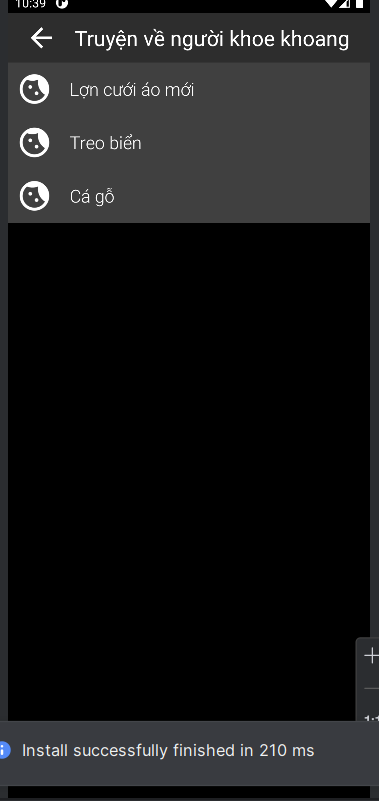 10:39
Truyện về người khoe khoang
Lợn cưới áo mới
Treo biển
Cá gỗ
Install successfully finished in 210 ms